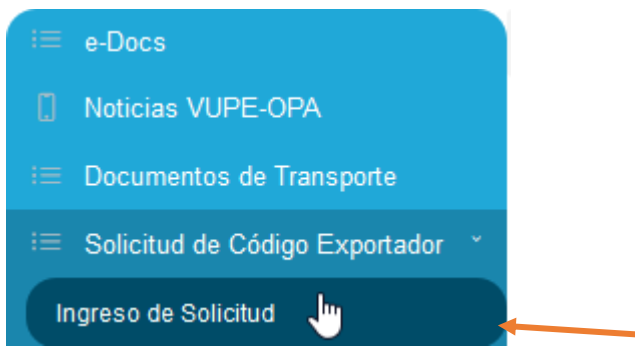 e-Docs
Noticias VUPE-OPA
Documentos de Transporte
Solicitud de Código Exportador
Ingreso de Solicitud